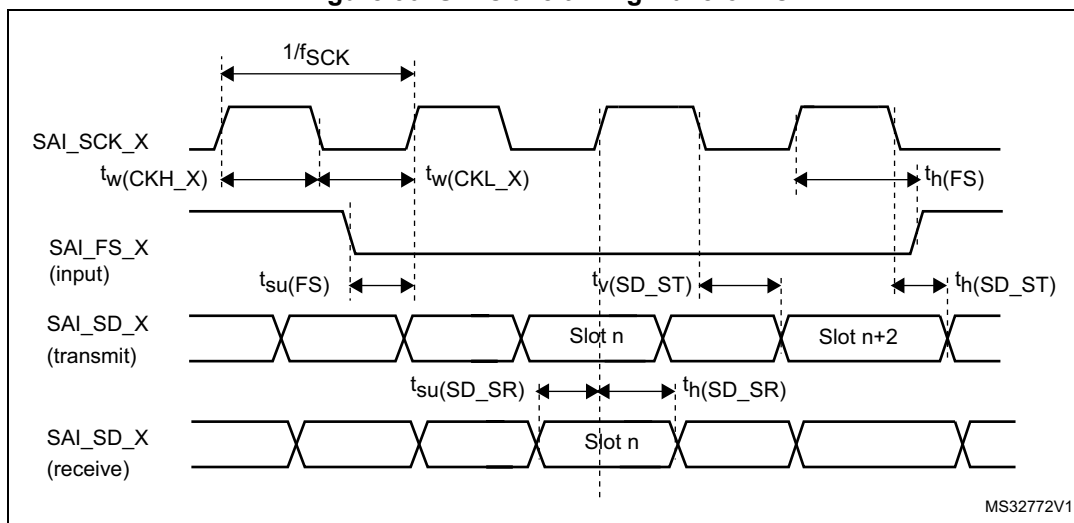 1/fSCK
SAI_SCK_X
tw(CKH_X)
tw(CKL_X)
th(FS)
SAI_FS_X
(input)
tsu(FS)
tv(SD_ST)
th(SD_ST)
SAI_SD_X
(transmit)
Slot n
Slot n+2
tsu(SD_SR)
th(SD_SR)
SAI_SD_X
(receive)
Slot n
MS32772V1